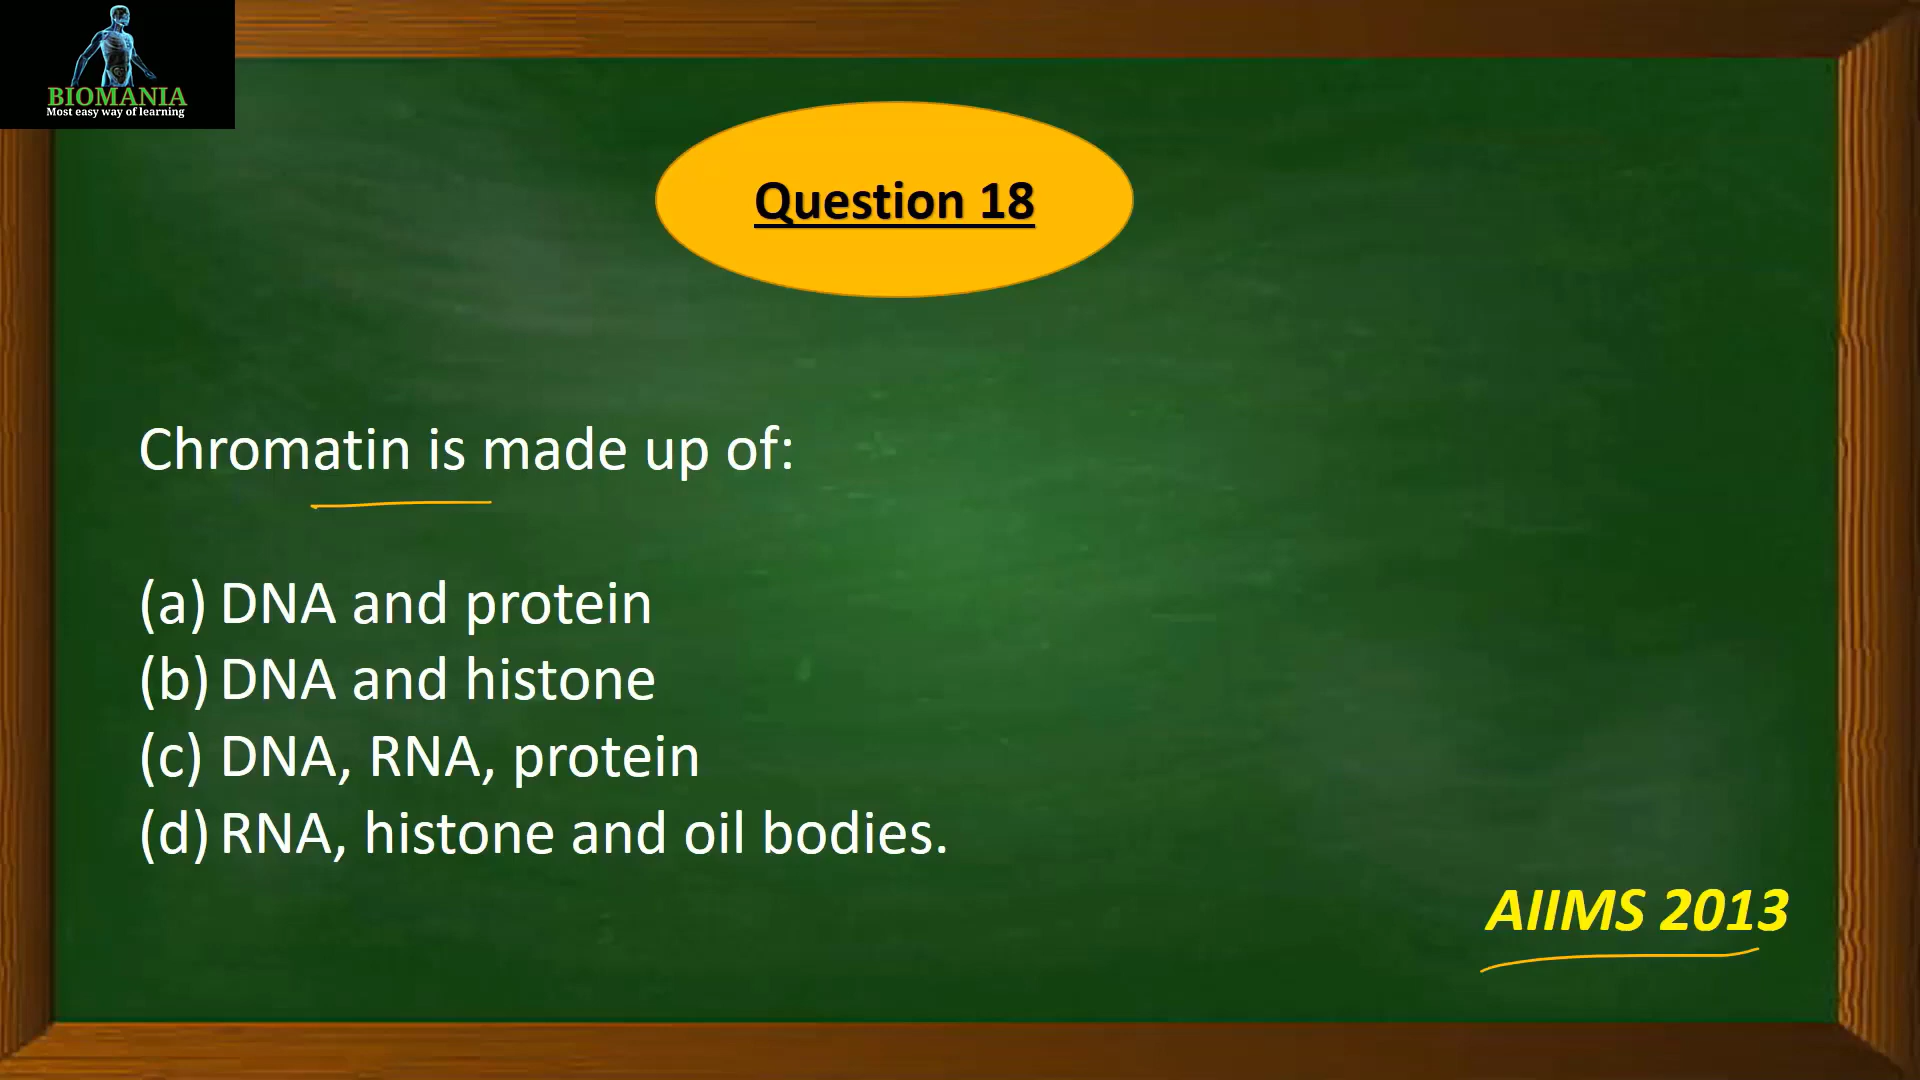 BIOMANIA
Most easy way of learning
Question 18
Chromatin is made up of:
(a) DNA and protein
(b) DNA and histone
(c) DNA, RNA, protein
(d) RNA, histone and oil bodies.
AIIMS 2013